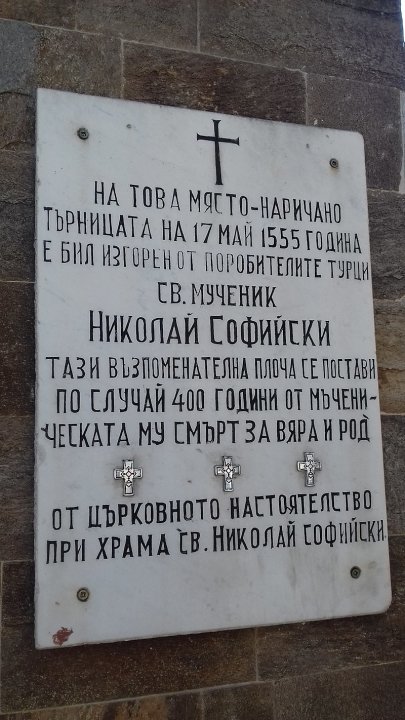 НА ТОВА МЯСТО-НАРИЧАНО
ТЪРНИЦАТА НА 17 МАЙ 1555 ГОДИНА
Е БИЛ ИЗГОРЕН ОТ ПОРОБИТЕЛИТЕ ТУРЦИ
СВ. МУЧЕНИК
НИКОЛАЙ СОФИЙСКИ
ТАЗИ ВЪЗПОМЕНАТЕЛНА ПЛОЧА СЕ ПОСТАВИ
ПО СЛУЧАЙ 400 ГОДИНИ ОТ МЪЧЕНИ-
ЧЕСКАТА МУ СМЪРТ ЗА ВЯРА И РОД
ОТ ЦЪРКОВНОТО НАСТОЯТЕЛСТВО
ПРИ ХРАМА СВ. НИКОЛАЙ СОФИЙСКИ